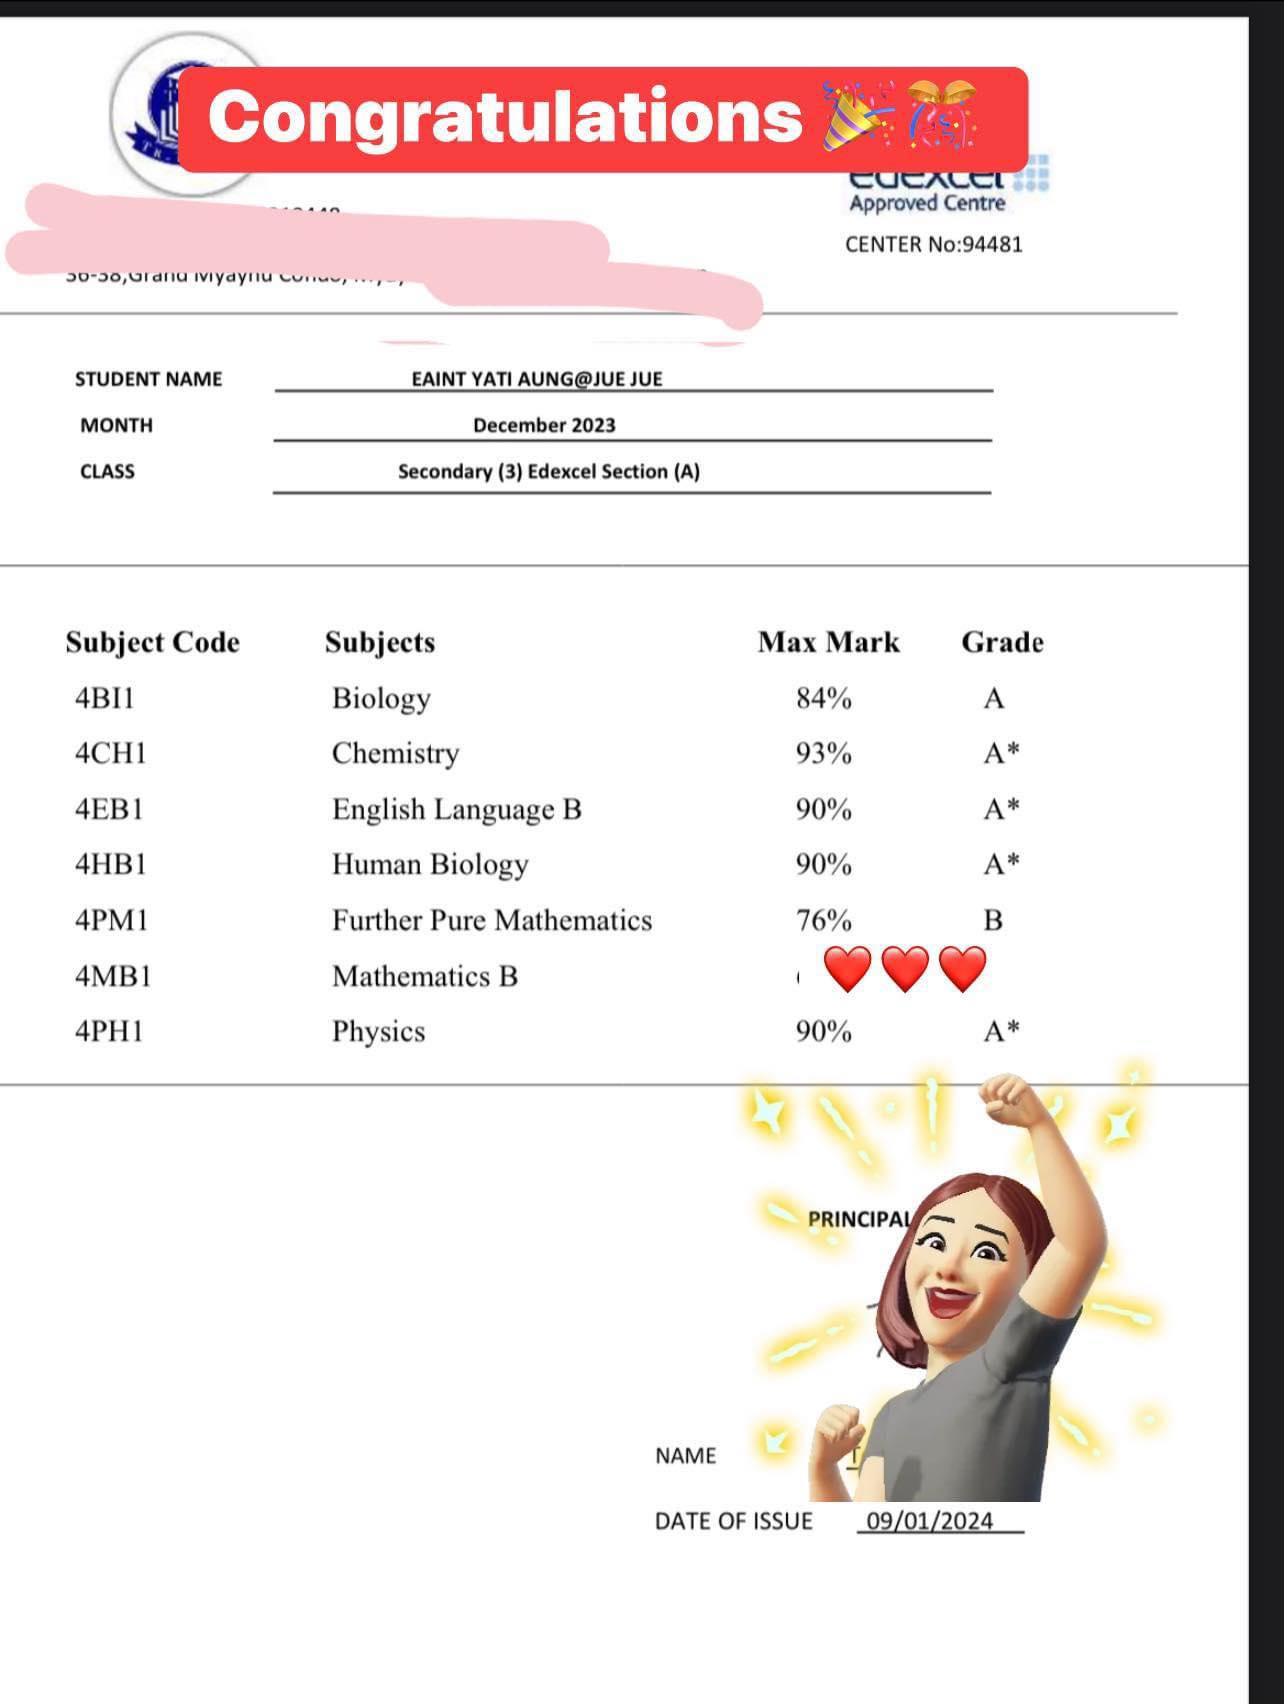 Congratulations 🎉🎊
edexcel
Approved Centre
CENTER No:94481
36-38,Grand Myaynu Condo,
STUDENT NAME EAINT YATI AUNG@JUE JUE
MONTH December 2023
CLASS Secondary (3) Edexcel Section (A)
Subject Code Subjects Max Mark Grade
4BI1 Biology 84% A
4CH1 Chemistry 93% A*
4EB1 English Language B 90% A*
4HB1 Human Biology 90% A*
4PM1 Further Pure Mathematics 76% B
4MB1 Mathematics B ❤️❤️❤️
4PH1 Physics 90% A*
PRINCIPAL
NAME T
DATE OF ISSUE 09/01/2024